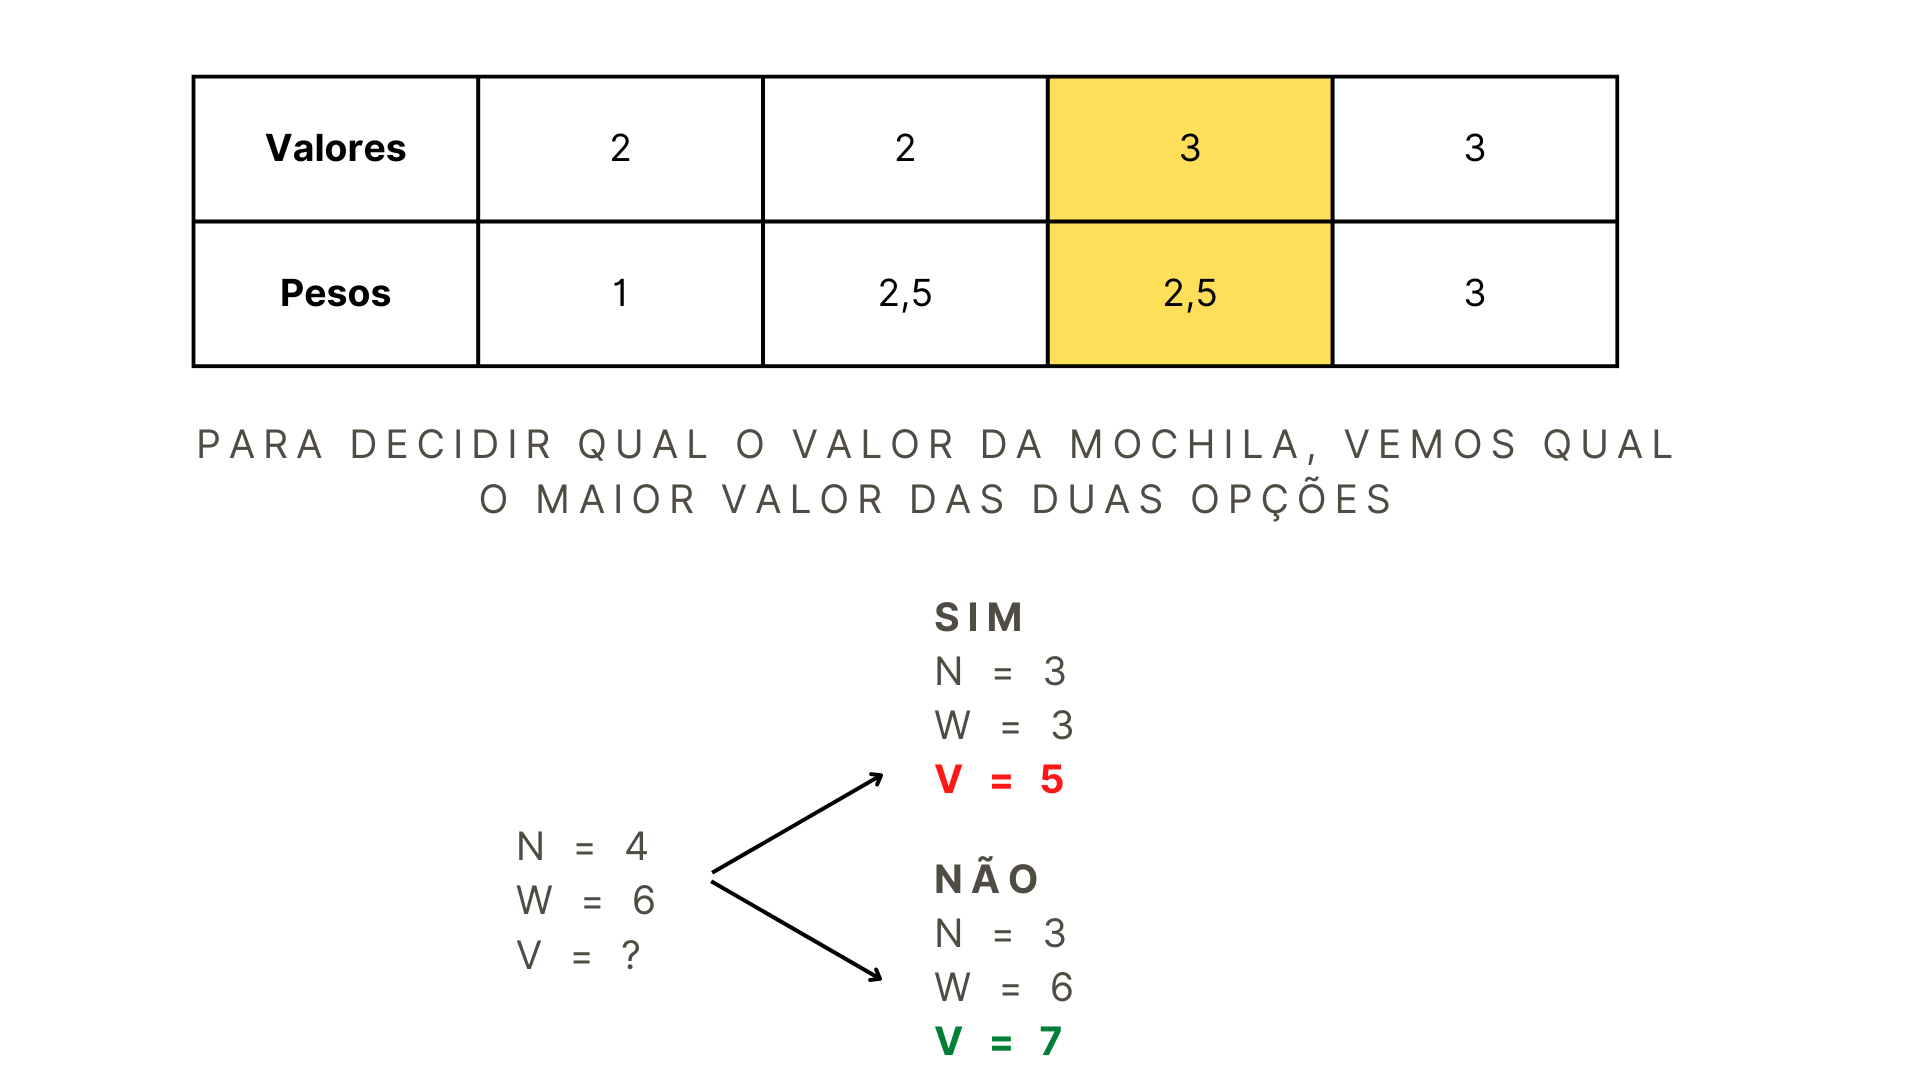 Valores 2 2 3 3
Pesos 1 2,5 2,5 3
PARA DECIDIR QUAL O VALOR DA MOCHILA, VEMOS QUAL
O MAIOR VALOR DAS DUAS OPÇÕES
SIM
N = 3
W = 3
V = 5
N = 4
W = 6
V = ?
NÃO
N = 3
W = 6
V = 7